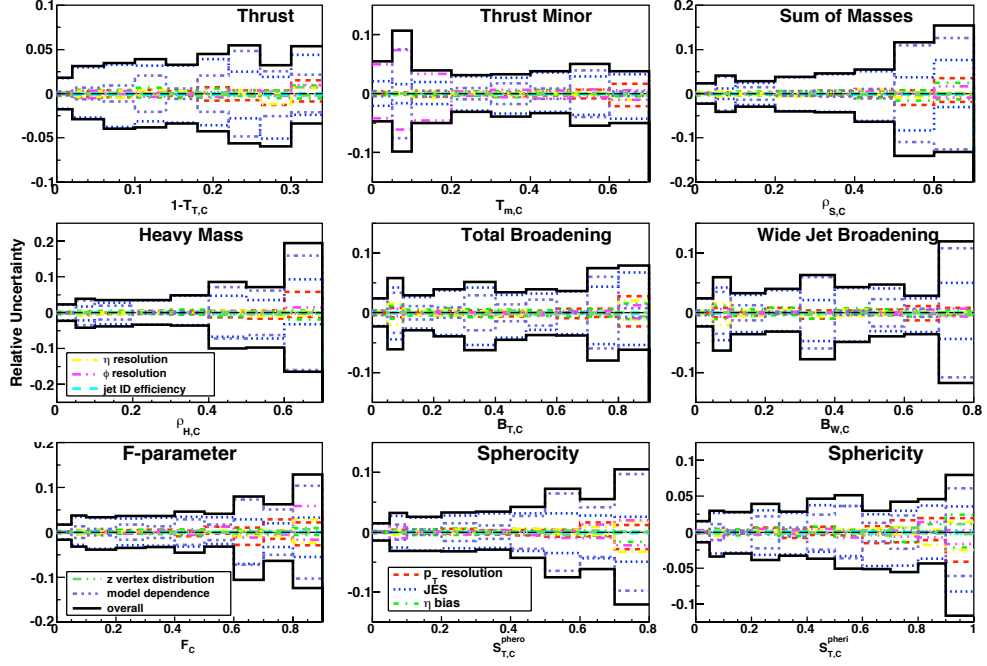 Thrust
0.1
0.05
0
-0.05
-0.1
0 0.1 0.2 0.3
1-T_T,C
Thrust Minor
0.1
0
-0.1
0 0.2 0.4 0.6
T_m,C
Sum of Masses
0.2
0.1
0
-0.1
-0.2
0 0.2 0.4 0.6
ρ_S,C
Relative Uncertainty
Heavy Mass
0.2
0.1
0
-0.1
-0.2
η resolution
ϕ resolution
jet ID efficiency
0 0.2 0.4 0.6
ρ_H,C
Total Broadening
0.1
0
-0.1
0 0.2 0.4 0.6 0.8
B_T,C
Wide Jet Broadening
0.1
0
-0.1
0 0.2 0.4 0.6 0.8
B_W,C
F-parameter
0.2
0.1
0
-0.1
-0.2
z vertex distribution
model dependence
overall
0 0.2 0.4 0.6 0.8
F_C
Spherocity
0.1
0
-0.1
p_T resolution
JES
η bias
0 0.2 0.4 0.6 0.8
S_T,C^phero
Sphericity
0.1
0.05
0
-0.05
-0.1
0 0.2 0.4 0.6 0.8 1
S_T,C^pheri